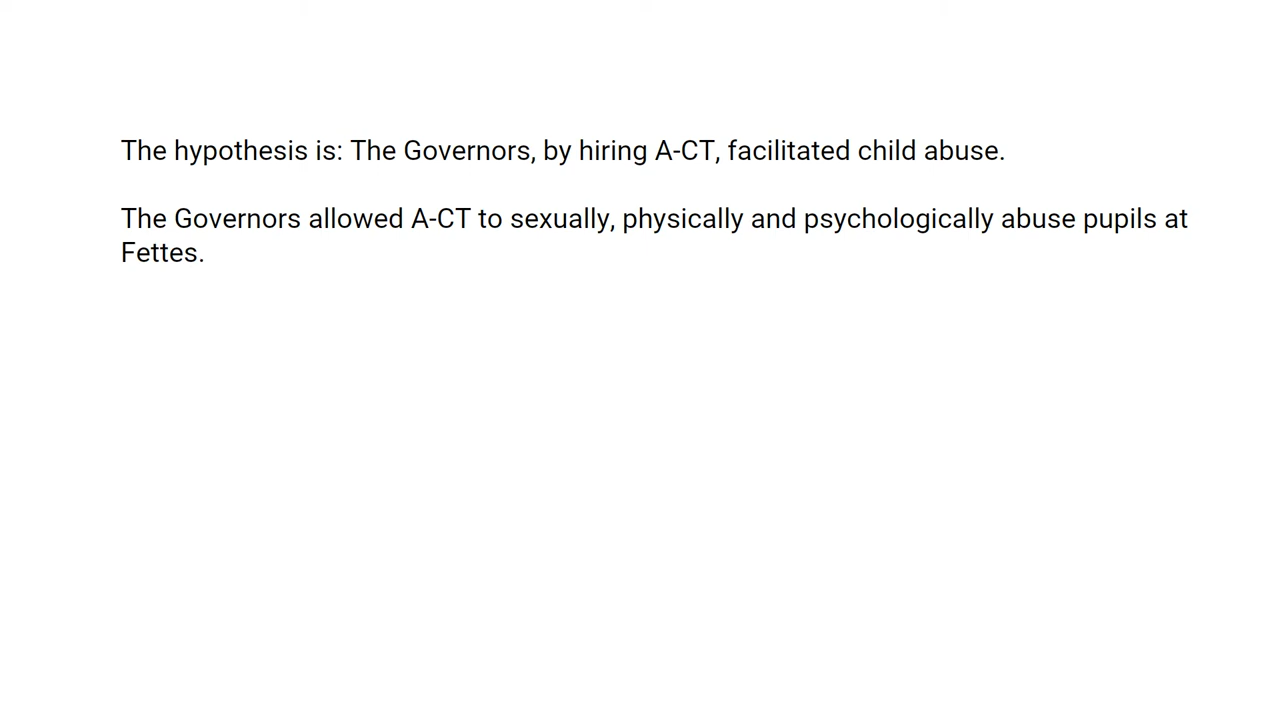 The hypothesis is: The Governors, by hiring A-CT, facilitated child abuse.
The Governors allowed A-CT to sexually, physically and psychologically abuse pupils at
Fettes.